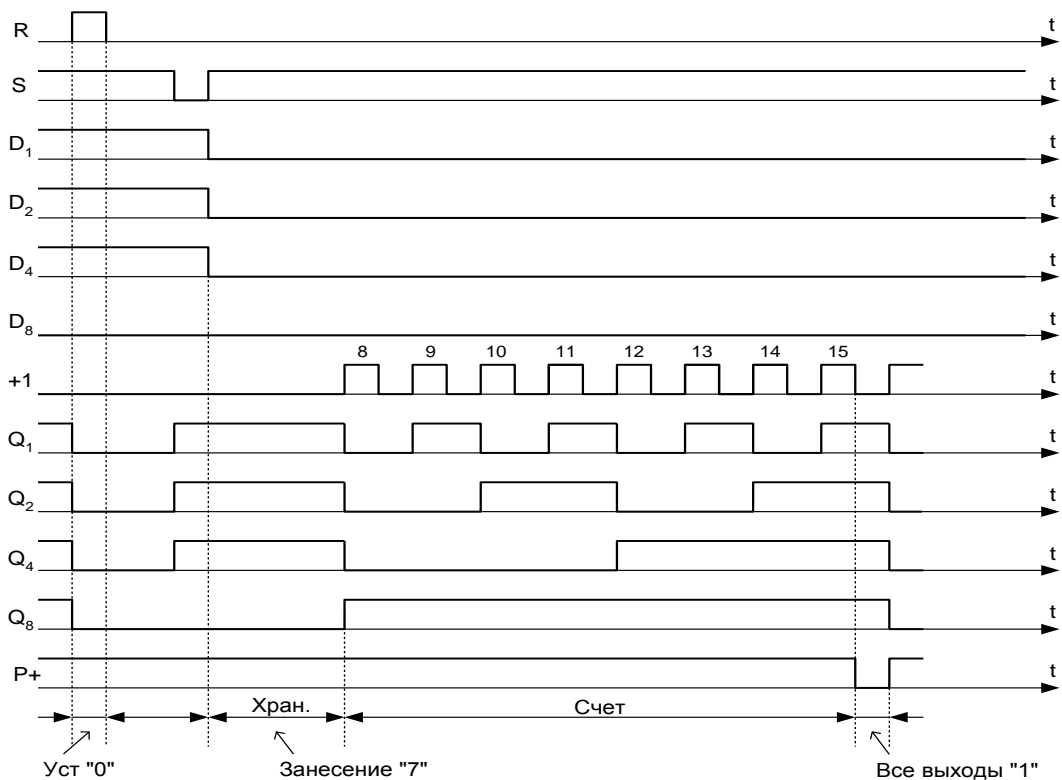 R t
S t
D₁ t
D₂ t
D₄ t
D₈ t
8 9 10 11 12 13 14 15
+1 t
Q₁ t
Q₂ t
Q₄ t
Q₈ t
P+ t
Хран. Счет
Уст "0" Занесение "7" Все выходы "1"